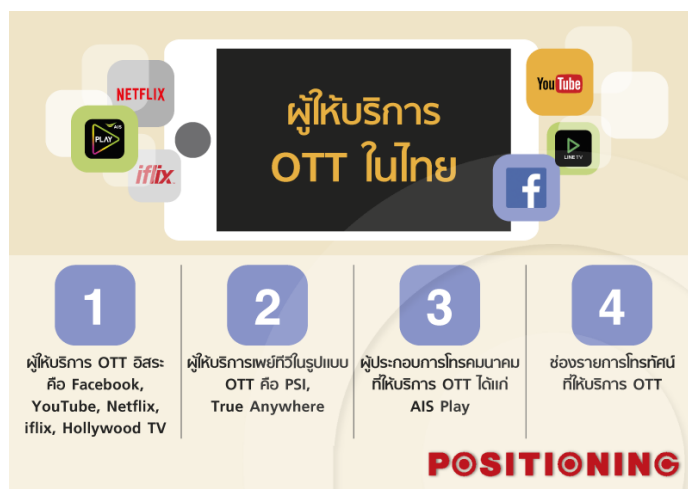 NETFLIX
AIS
PLAY
iflix
ผู้ให้บริการ
OTT ในไทย
YouTube
LINE TV
f
1
ผู้ให้บริการ OTT อิสระ
คือ Facebook,
YouTube, Netflix,
iflix, Hollywood TV
2
ผู้ให้บริการเพย์ทีวีในรูปแบบ
OTT คือ PSI,
True Anywhere
3
ผู้ประกอบการโทรคมนาคม
ที่ให้บริการ OTT ได้แก่
AIS Play
4
ช่องรายการโทรทัศน์
ที่ให้บริการ OTT
POSITIONING